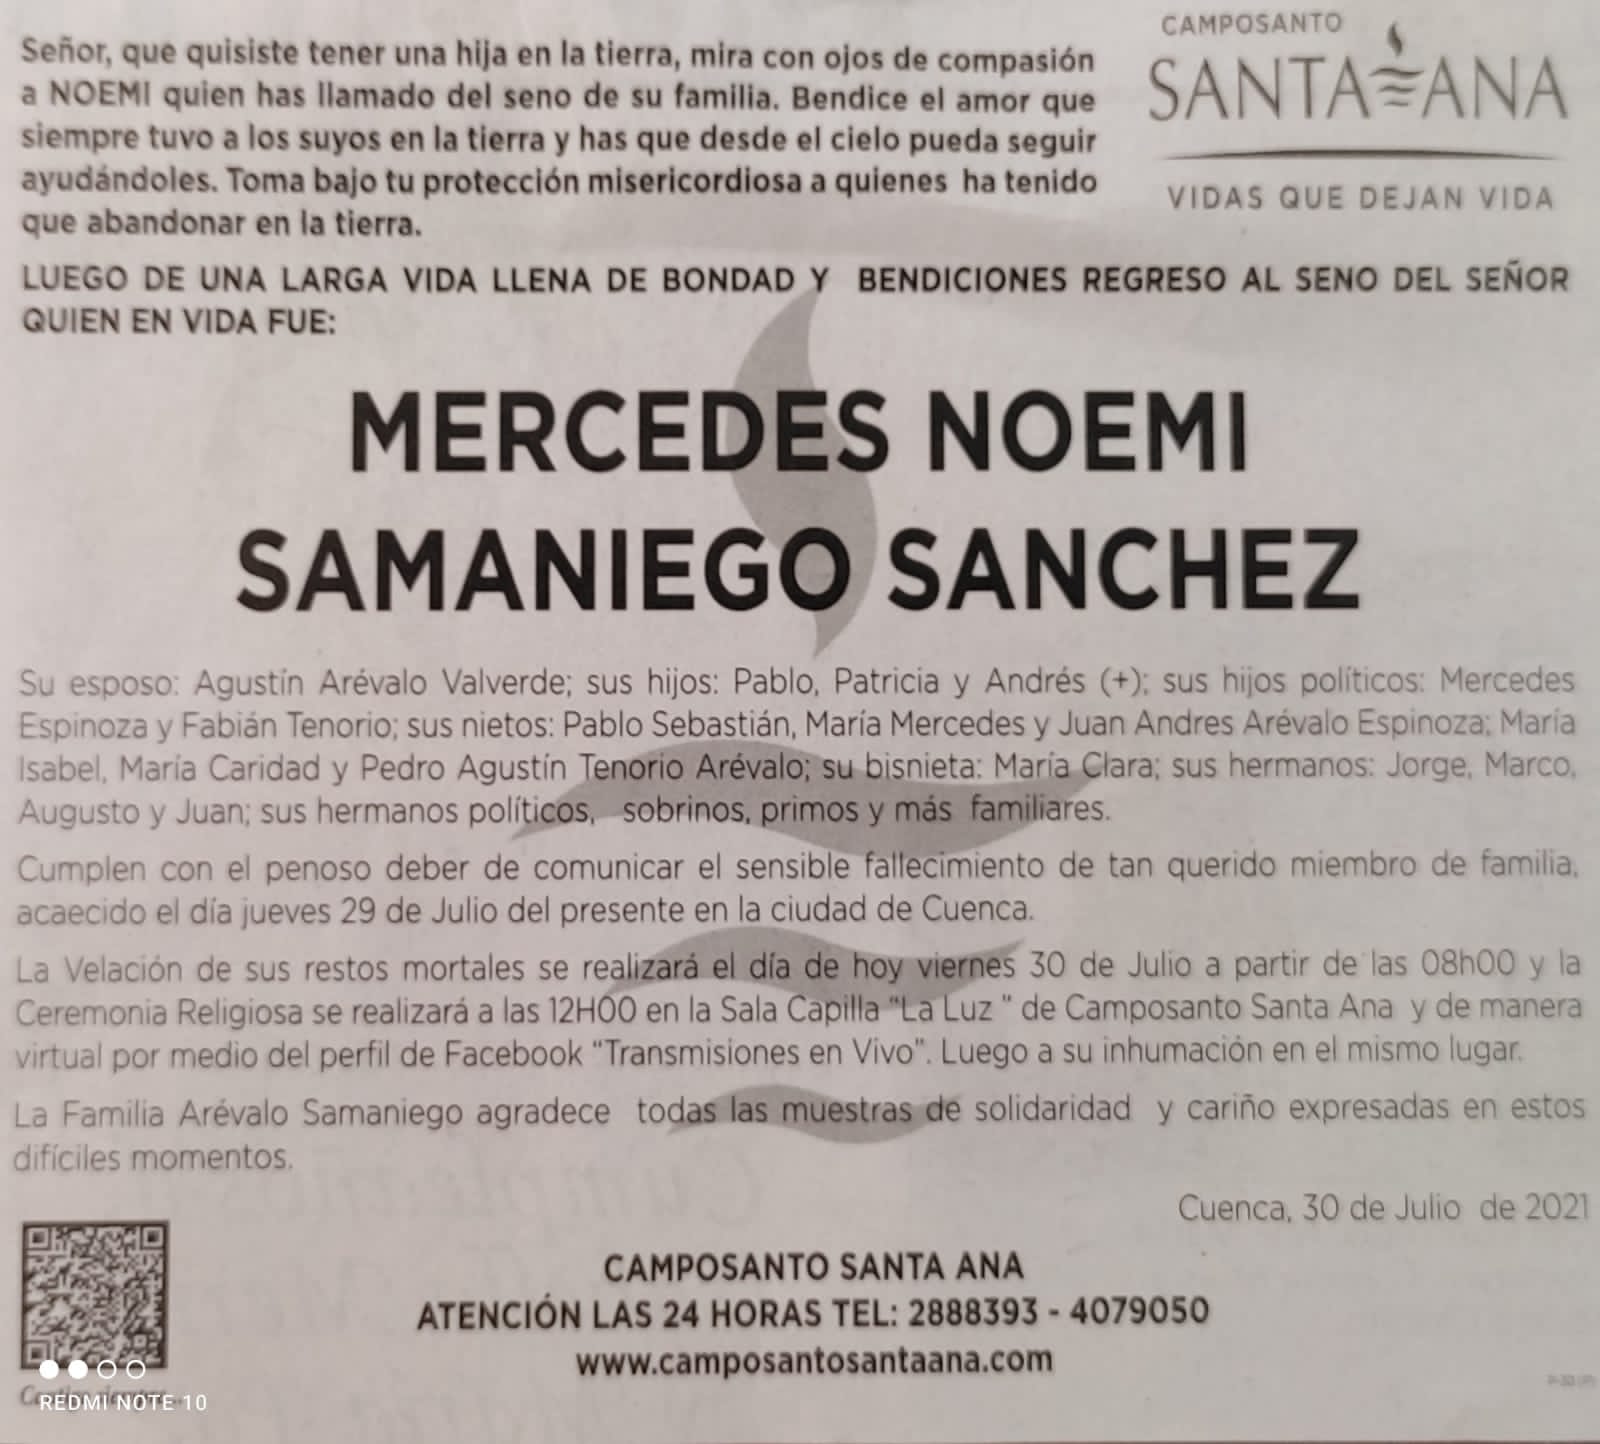 CAMPOSANTO
SANTA ANA
VIDAS QUE DEJAN VIDA
Señor, que quisiste tener una hija en la tierra, mira con ojos de compasión
a NOEMI quien has llamado del seno de su familia. Bendice el amor que
siempre tuvo a los suyos en la tierra y has que desde el cielo pueda seguir
ayudándoles. Toma bajo tu protección misericordiosa a quienes ha tenido
que abandonar en la tierra.
LUEGO DE UNA LARGA VIDA LLENA DE BONDAD Y BENDICIONES REGRESO AL SENO DEL SEÑOR
QUIEN EN VIDA FUE:
MERCEDES NOEMI
SAMANIEGO SANCHEZ
Su esposo: Agustín Arévalo Valverde; sus hijos: Pablo, Patricia y Andrés (+); sus hijos políticos: Mercedes
Espinoza y Fabián Tenorio; sus nietos: Pablo Sebastián, María Mercedes y Juan Andres Arévalo Espinoza; María
Isabel, María Caridad y Pedro Agustín Tenorio Arévalo; su bisnieta: María Clara; sus hermanos: Jorge, Marco,
Augusto y Juan; sus hermanos políticos, sobrinos, primos y más familiares.
Cumplen con el penoso deber de comunicar el sensible fallecimiento de tan querido miembro de familia,
acaecido el día jueves 29 de Julio del presente en la ciudad de Cuenca.
La Velación de sus restos mortales se realizará el día de hoy viernes 30 de Julio a partir de las 08h00 y la
Ceremonia Religiosa se realizará a las 12H00 en la Sala Capilla "La Luz " de Camposanto Santa Ana y de manera
virtual por medio del perfil de Facebook "Transmisiones en Vivo". Luego a su inhumación en el mismo lugar.
La Familia Arévalo Samaniego agradece todas las muestras de solidaridad y cariño expresadas en estos
difíciles momentos.
Cuenca, 30 de Julio de 2021
CAMPOSANTO SANTA ANA
ATENCIÓN LAS 24 HORAS TEL: 2888393 - 4079050
www.camposantosantaana.com
REDMI NOTE 10